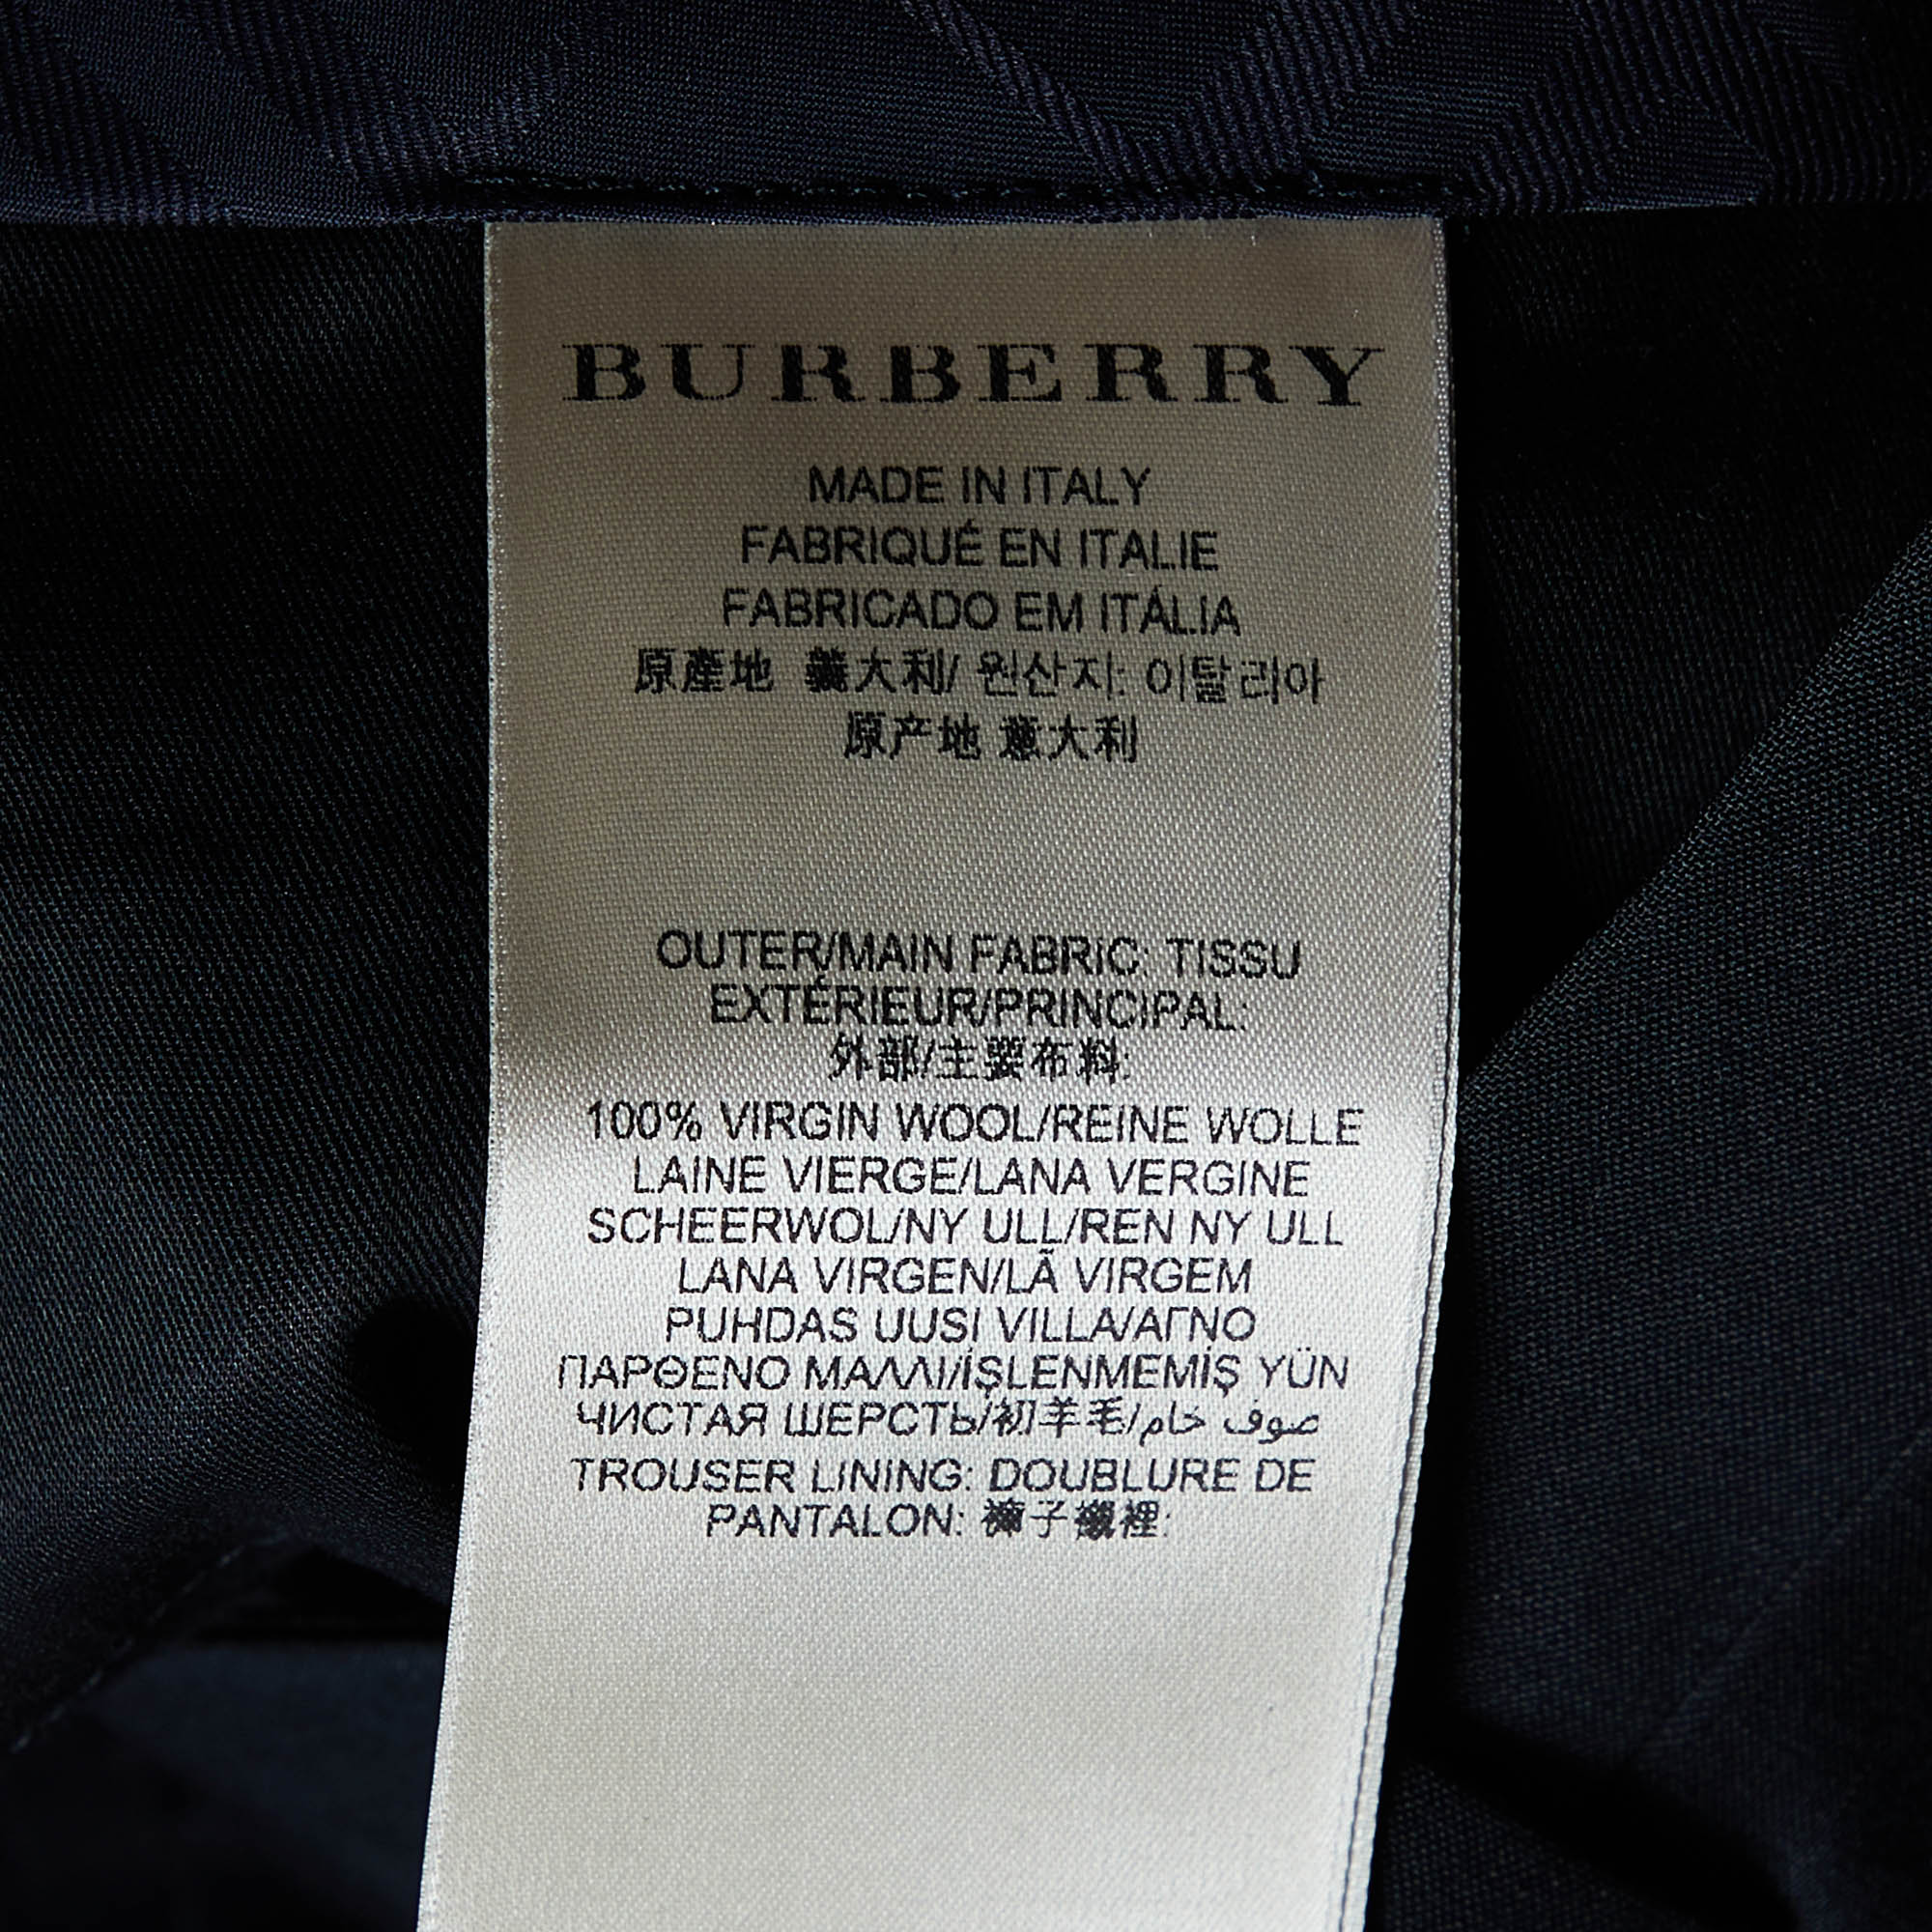 BURBERRY
MADE IN ITALY
FABRIQUÉ EN ITALIE
FABRICADO EM ITÁLIA
原產地 義大利/ 원산지: 이탈리아
原产地 意大利
OUTER/MAIN FABRIC: TISSU
EXTÉRIEUR/PRINCIPAL:
外部/主要布料:
100% VIRGIN WOOL/REINE WOLLE
LAINE VIERGE/LANA VERGINE
SCHEERWOL/NY ULL/REN NY ULL
LANA VIRGEN/LÃ VIRGEM
PUHDAS UUSI VILLA/ΑΓΝΟ
ΠΑΡΘΕΝΟ ΜΑΛΛΙ/İŞLENMEMİŞ YÜN
ЧИСТАЯ ШЕРСТЬ/初羊毛/صوف خام
TROUSER LINING: DOUBLURE DE
PANTALON: 褲子襯裡: